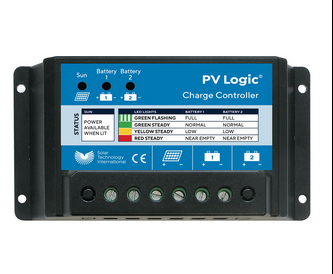 Sun Battery 1 Battery 2
PV Logic®
Charge Controller
STATUS
SUN LED LIGHTS BATTERY 1 BATTERY 2
POWER AVAILABLE WHEN LIT
GREEN FLASHING FULL FULL
GREEN STEADY NORMAL NORMAL
YELLOW STEADY LOW LOW
RED STEADY NEAR EMPTY NEAR EMPTY
Solar
Technology
International
CE
1 2